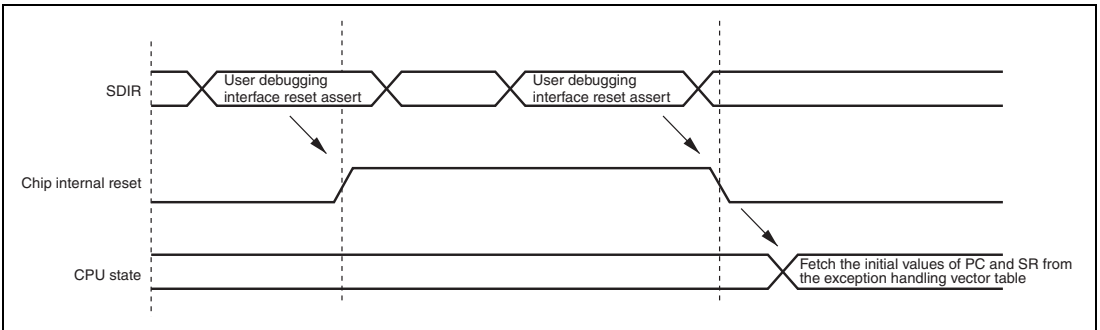 User debugging
interface reset assert
User debugging
interface reset assert
SDIR
Chip internal reset
CPU state
Fetch the initial values of PC and SR from
the exception handling vector table